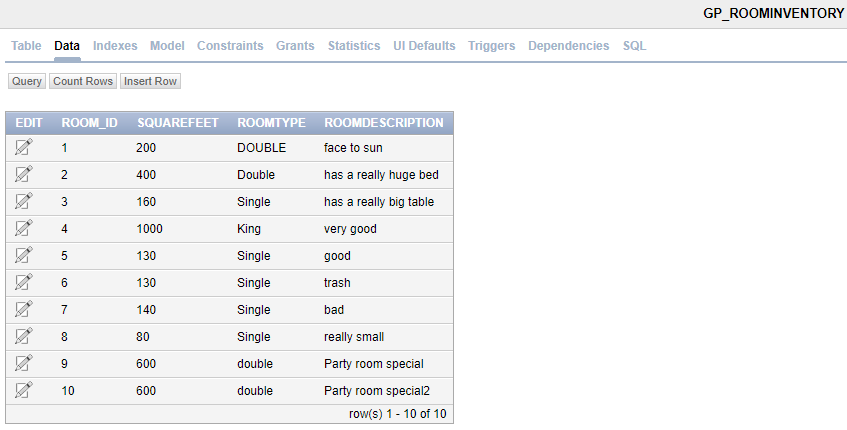 GP_ROOMINVENTORY
Table Data Indexes Model Constraints Grants Statistics UI Defaults Triggers Dependencies SQL
Query Count Rows Insert Row
EDIT ROOM_ID SQUAREFEET ROOMTYPE ROOMDESCRIPTION
1 200 DOUBLE face to sun
2 400 Double has a really huge bed
3 160 Single has a really big table
4 1000 King very good
5 130 Single good
6 130 Single trash
7 140 Single bad
8 80 Single really small
9 600 double Party room special
10 600 double Party room special2
row(s) 1 - 10 of 10